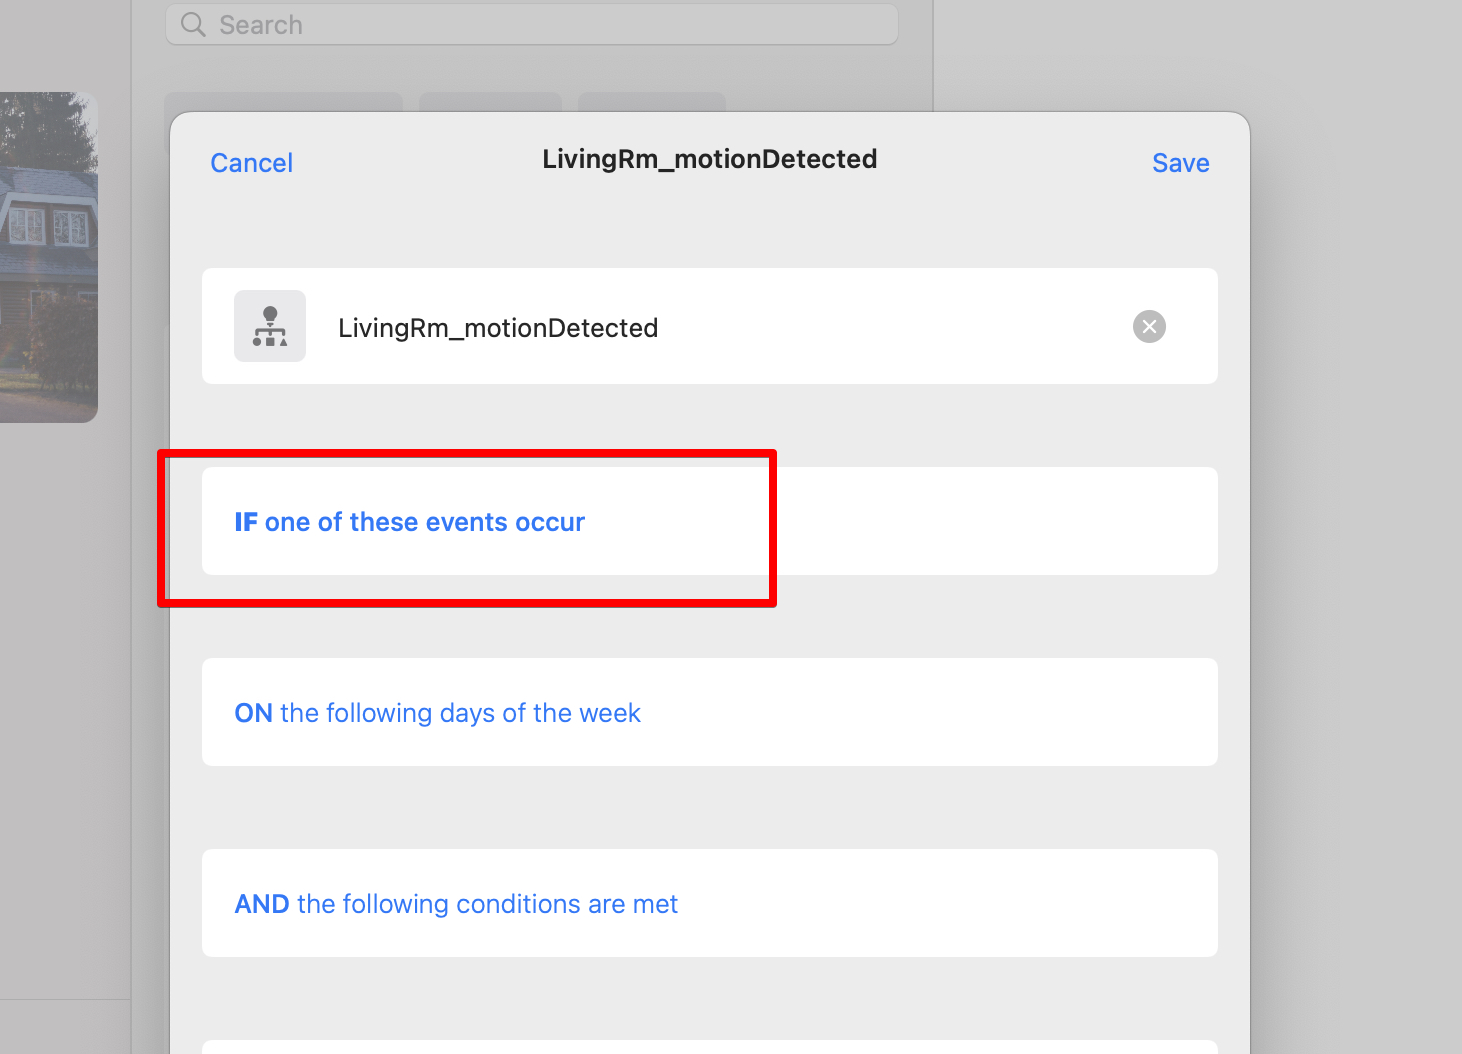 Search
Cancel
LivingRm_motionDetected
Save
LivingRm_motionDetected
IF one of these events occur
ON the following days of the week
AND the following conditions are met